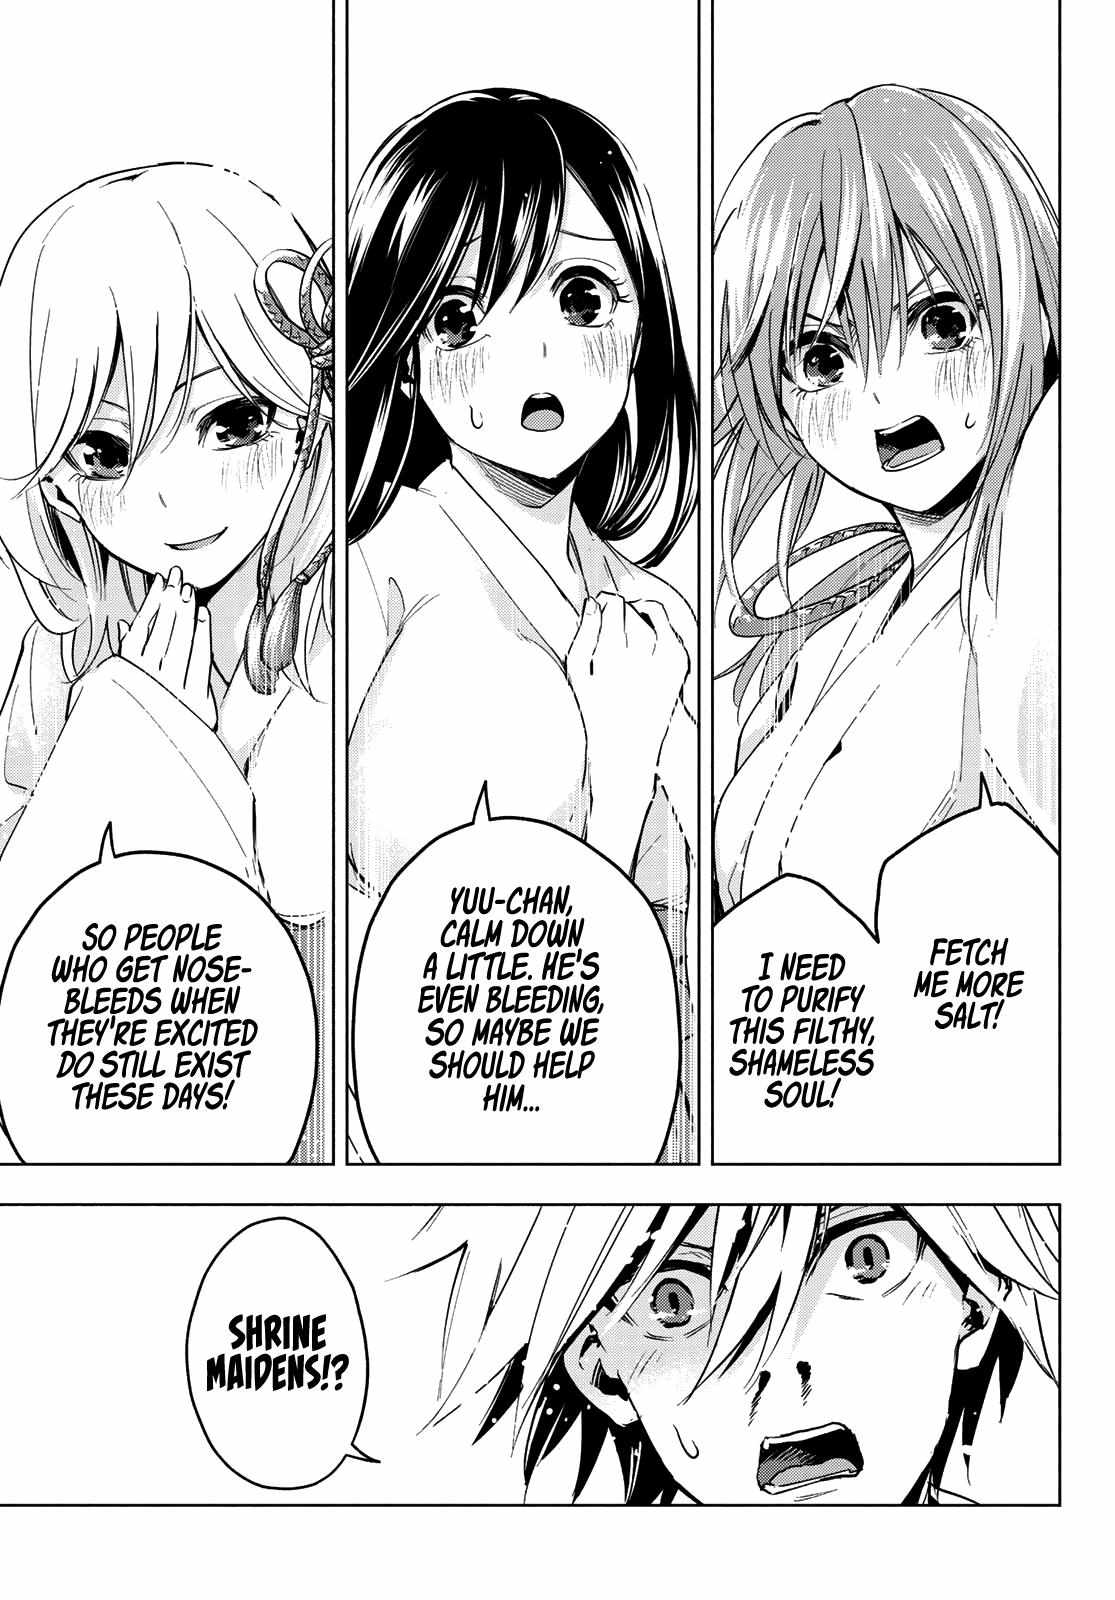 FETCH
ME MORE
SALT!
I NEED
TO PURIFY
THIS FILTHY,
SHAMELESS
SOUL!
YUU-CHAN,
CALM DOWN
A LITTLE. HE'S
EVEN BLEEDING,
SO MAYBE WE
SHOULD HELP
HIM...
SO PEOPLE
WHO GET NOSE-
BLEEDS WHEN
THEY'RE EXCITED
DO STILL EXIST
THESE DAYS!
SHRINE
MAIDENS!?